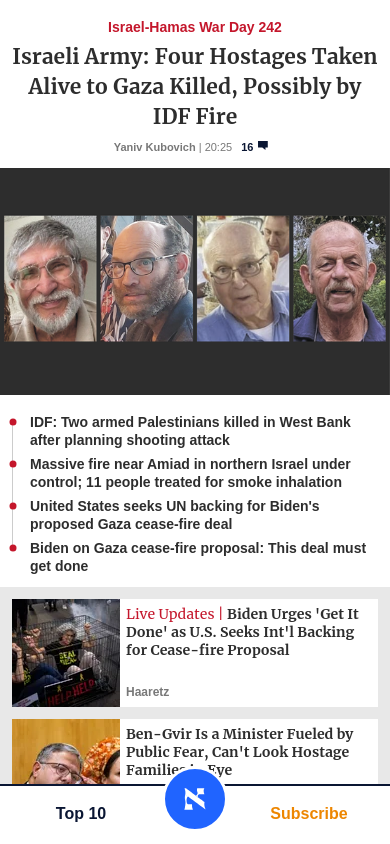 Israel-Hamas War Day 242
Israeli Army: Four Hostages Taken
Alive to Gaza Killed, Possibly by
IDF Fire
Yaniv Kubovich | 20:25 16
IDF: Two armed Palestinians killed in West Bank
after planning shooting attack
Massive fire near Amiad in northern Israel under
control; 11 people treated for smoke inhalation
United States seeks UN backing for Biden's
proposed Gaza cease-fire deal
Biden on Gaza cease-fire proposal: This deal must
get done
Live Updates | Biden Urges 'Get It
Done' as U.S. Seeks Int'l Backing
for Cease-fire Proposal
Haaretz
HELP HELP
Ben-Gvir Is a Minister Fueled by
Public Fear, Can't Look Hostage
Families Eye
Top 10
Subscribe